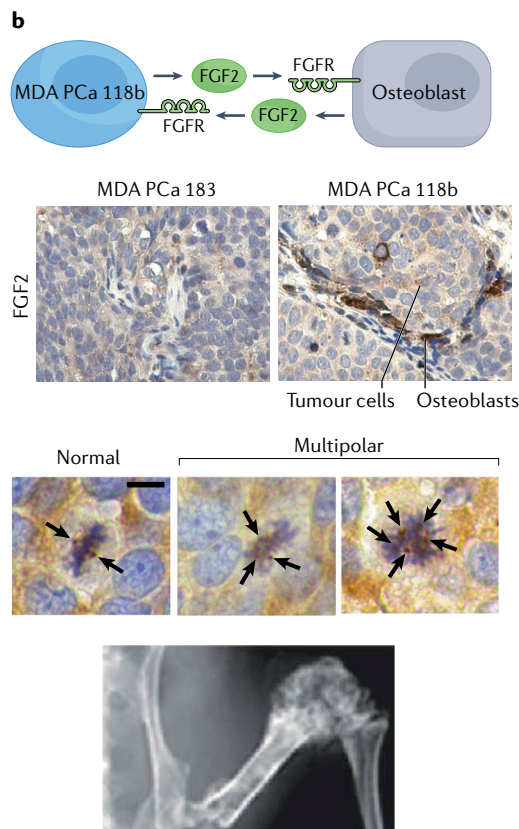 b
MDA PCa 118b
FGF2
FGFR
Osteoblast
FGFR
FGF2
MDA PCa 183
MDA PCa 118b
FGF2
Tumour cells
Osteoblasts
Normal
Multipolar